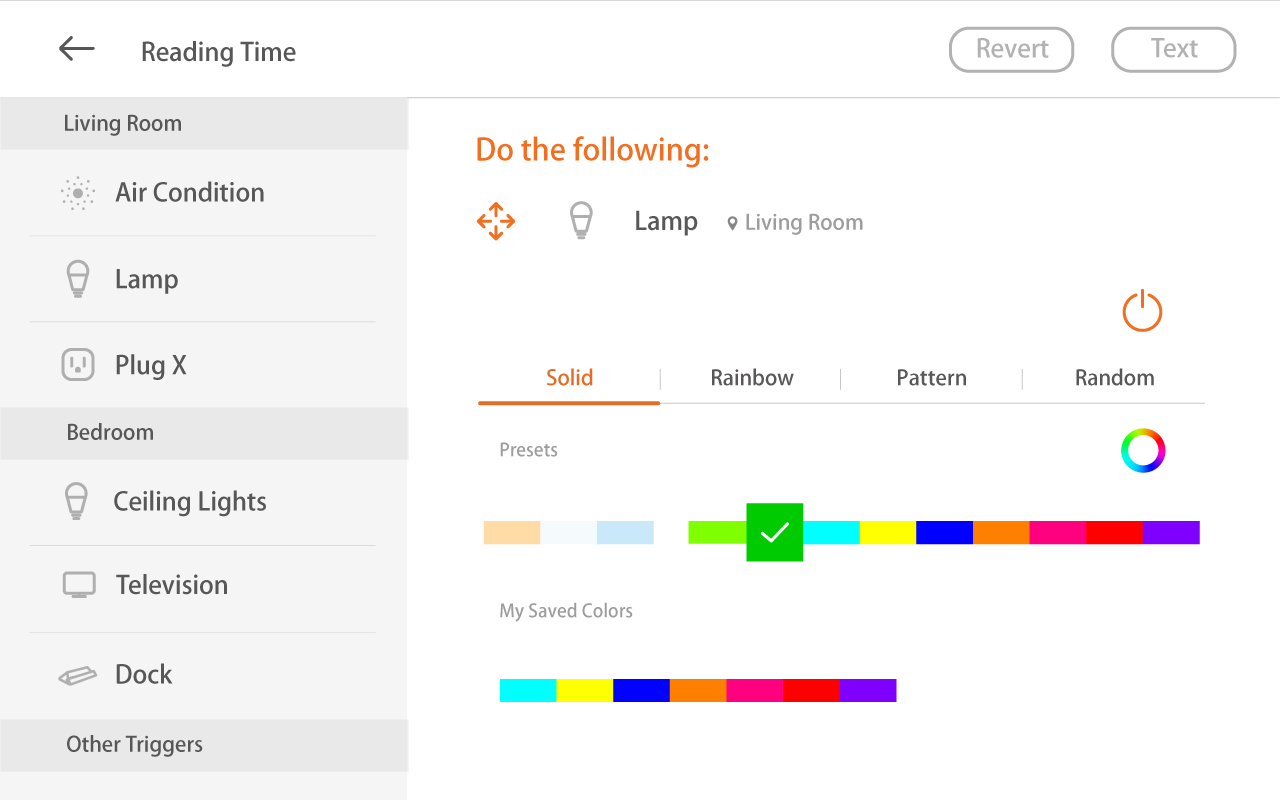 Reading Time
Revert
Text
Living Room
Air Condition
Lamp
Plug X
Bedroom
Ceiling Lights
Television
Dock
Other Triggers
Do the following:
Lamp Living Room
Solid Rainbow Pattern Random
Presets
My Saved Colors